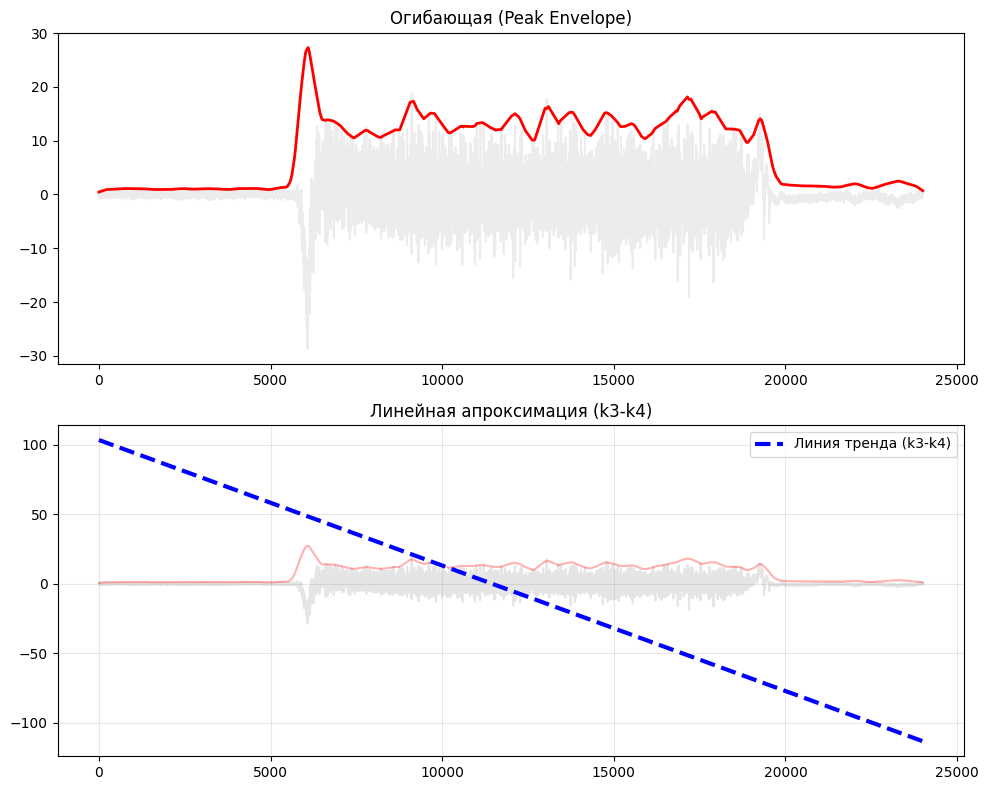 Огибающая (Peak Envelope)
30
20
10
0
−10
−20
−30
0 5000 10000 15000 20000 25000
Линейная апроксимация (k3-k4)
Линия тренда (k3-k4)
100
50
0
−50
−100
0 5000 10000 15000 20000 25000